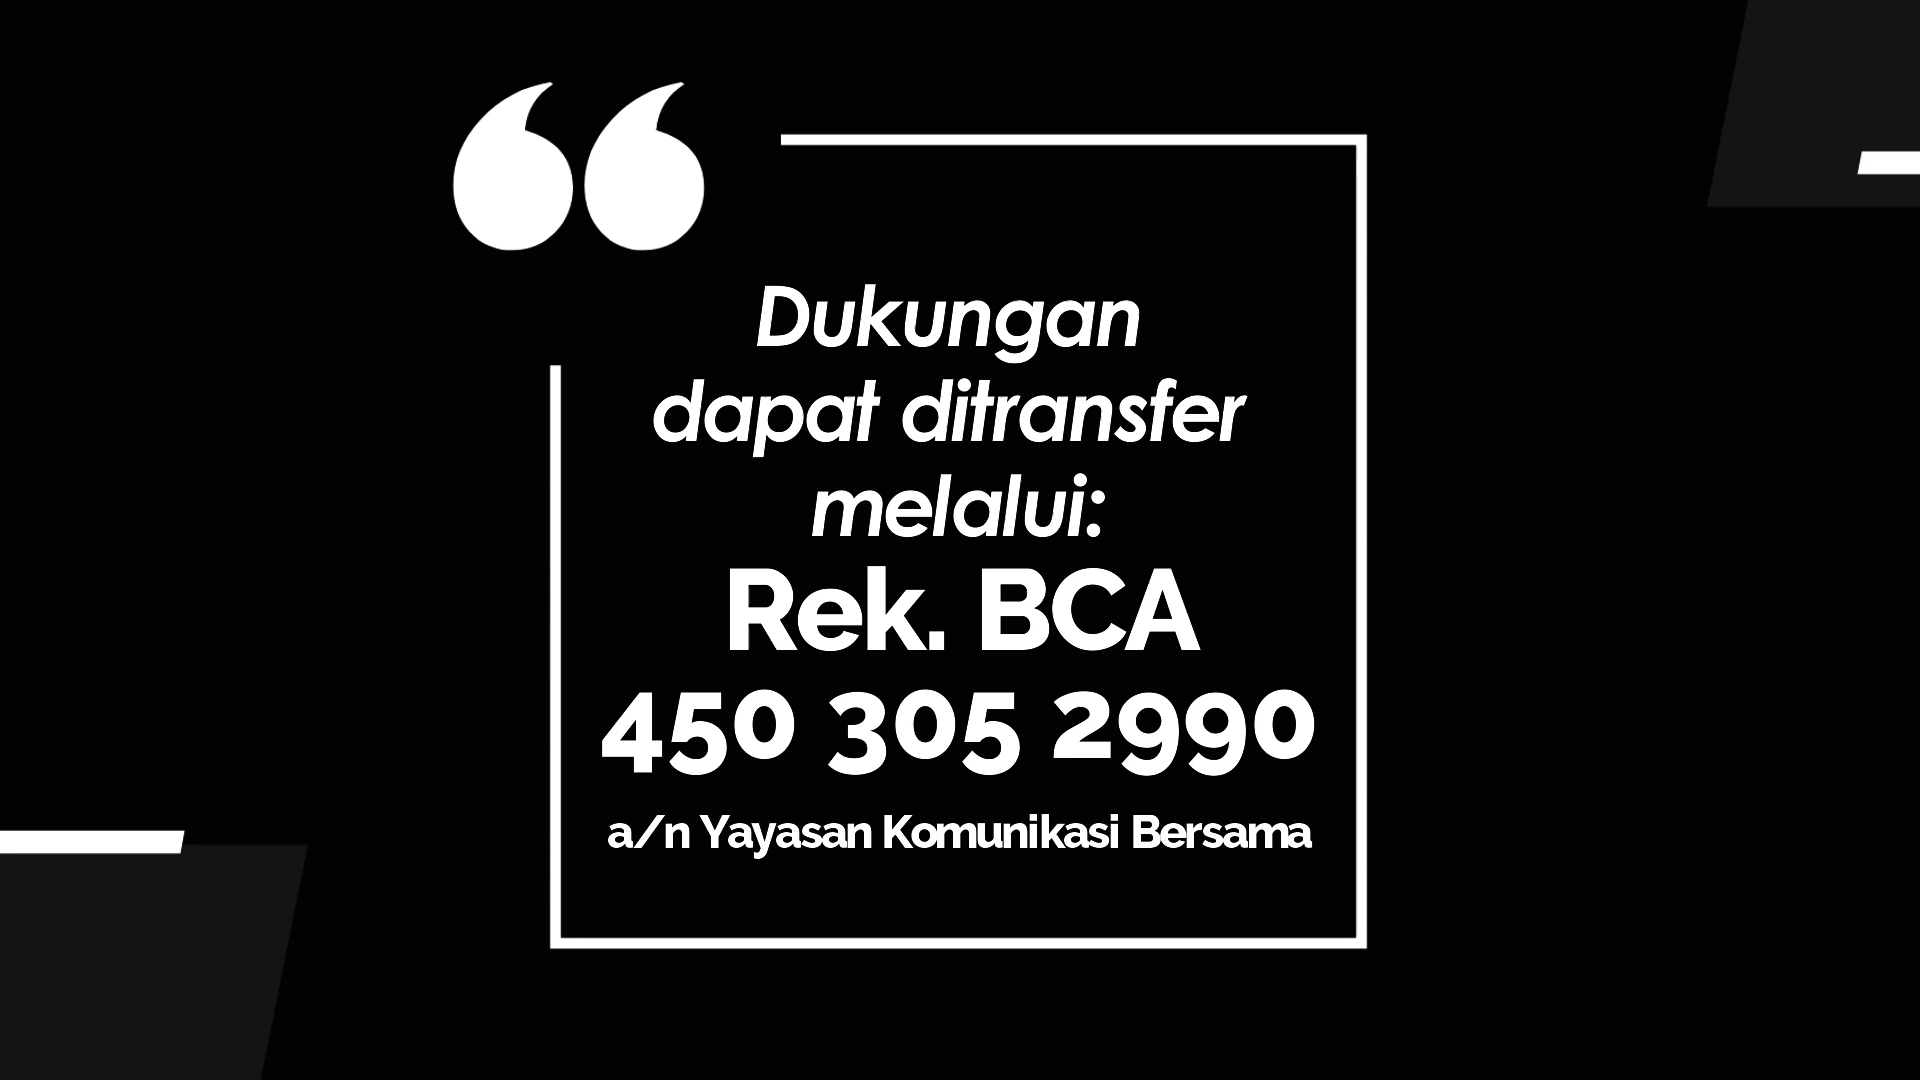 Dukungan
dapat ditransfer
melalui:
Rek. BCA
450 305 2990
a/n Yayasan Komunikasi Bersama